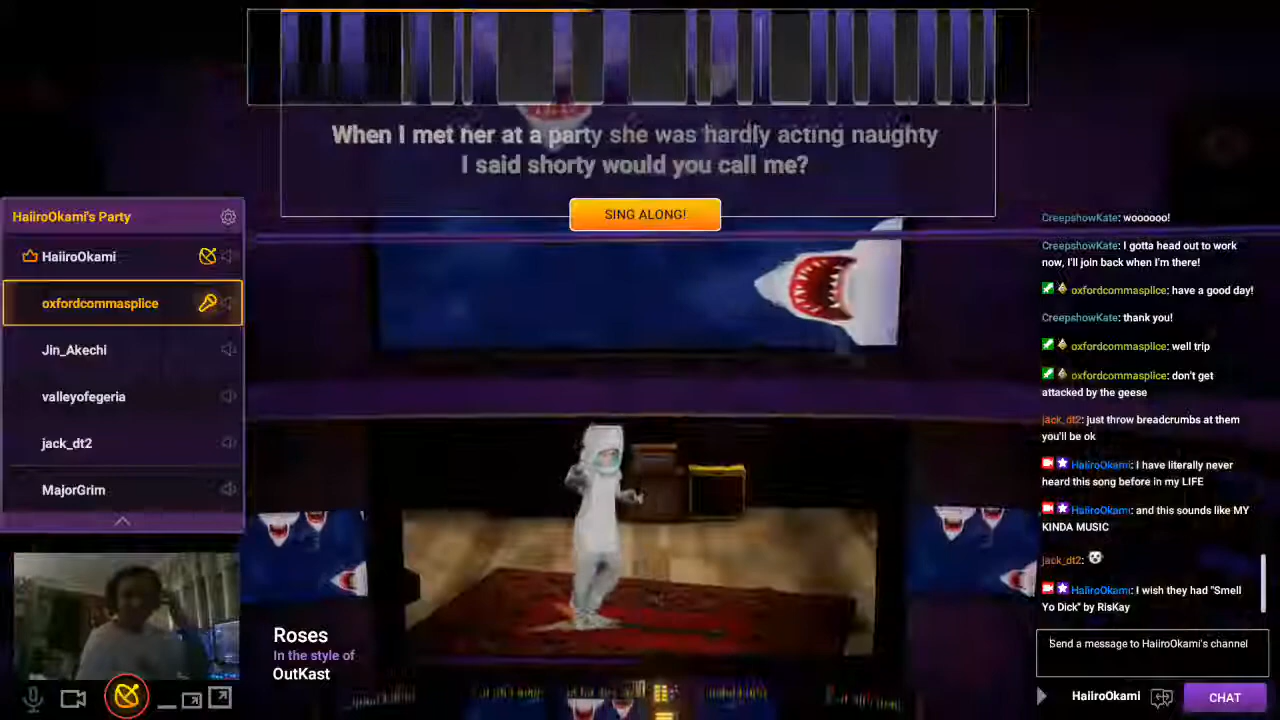 When I met her at a party she was hardly acting naughty
I said shorty would you call me?
SING ALONG!
HaiiroOkami's Party
HaiiroOkami
oxfordcommasplice
Jin_Akechi
valleyofegeria
jack_dt2
MajorGrim
Roses
In the style of
OutKast
CreepshowKate: woooooo!
CreepshowKate: I gotta head out to work
now, I'll join back when I'm there!
oxfordcommasplice: have a good day!
CreepshowKate: thank you!
oxfordcommasplice: well trip
oxfordcommasplice: don't get
attacked by the geese
jack_dt2: just throw breadcrumbs at them
you'll be ok
HaiiroOkami: I have literally never
heard this song before in my LIFE
HaiiroOkami: and this sounds like MY
KINDA MUSIC
jack_dt2:
HaiiroOkami: I wish they had "Smell
Yo Dick" by RisKay
Send a message to HaiiroOkami's channel
HaiiroOkami
CHAT